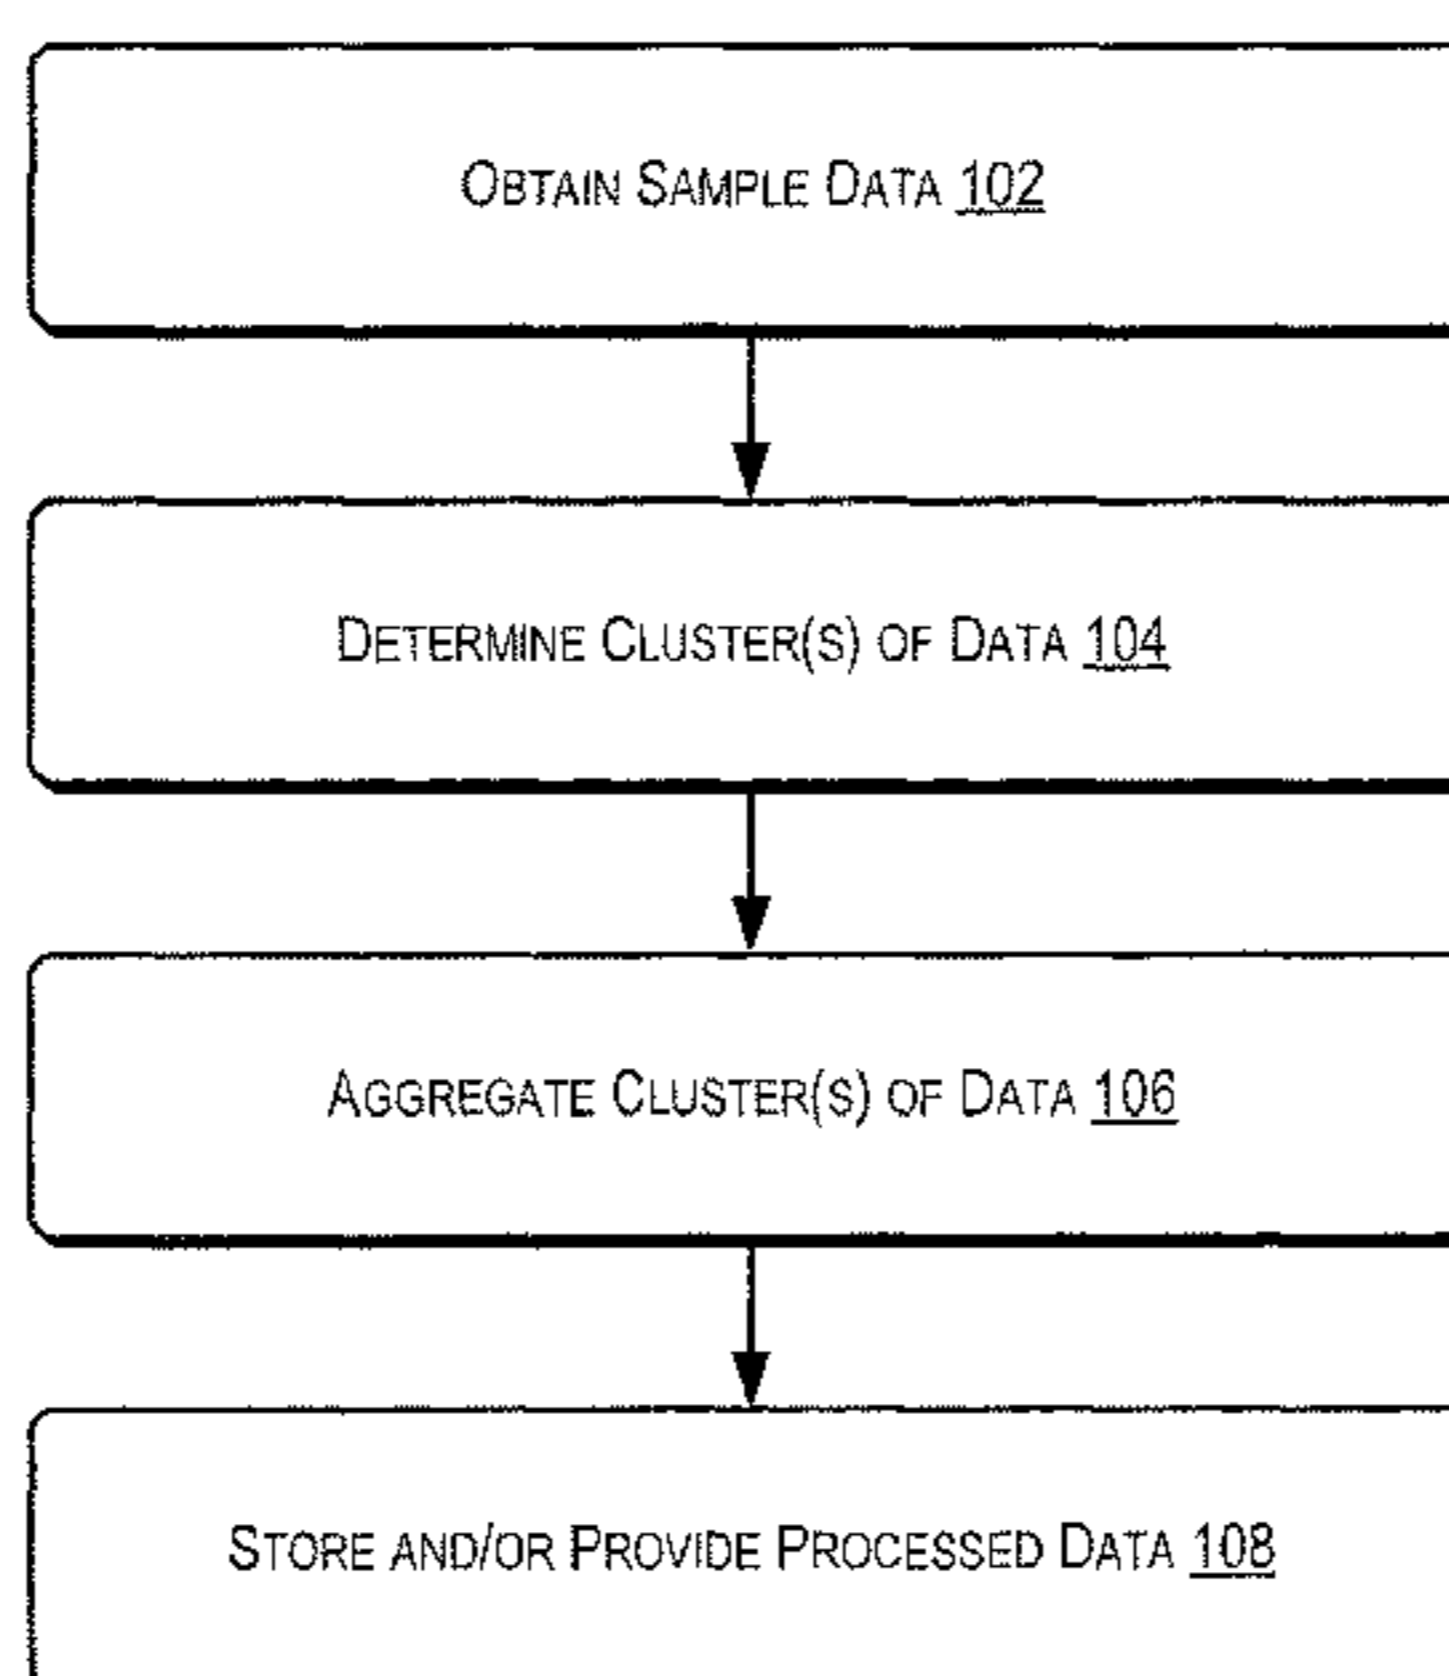 OBTAIN SAMPLE DATA 102
DETERMINE CLUSTER(S) OF DATA 104
AGGREGATE CLUSTER(S) OF DATA 106
STORE AND/OR PROVIDE PROCESSED DATA 108